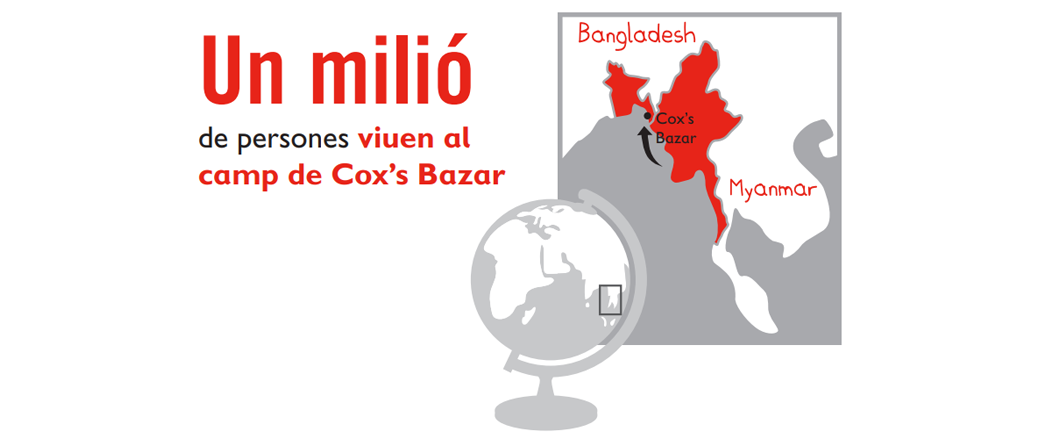 Un milió
de persones viuen al
camp de Cox's Bazar
Bangladesh
Cox's
Bazar
Myanmar